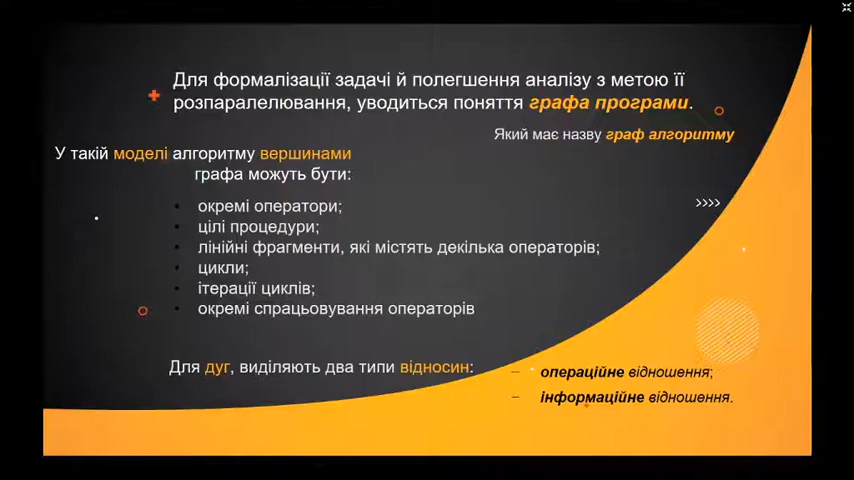 Для формалізації задачі й полегшення аналізу з метою її
розпаралелювання, уводиться поняття графа програми.
Який має назву граф алгоритму
У такій моделі алгоритму вершинами
графа можуть бути:
• окремі оператори;
• цілі процедури;
• лінійні фрагменти, які містять декілька операторів;
• цикли;
• ітерації циклів;
• окремі спрацьовування операторів
Для дуг, виділяють два типи відносин:
– операційне відношення;
– інформаційне відношення.